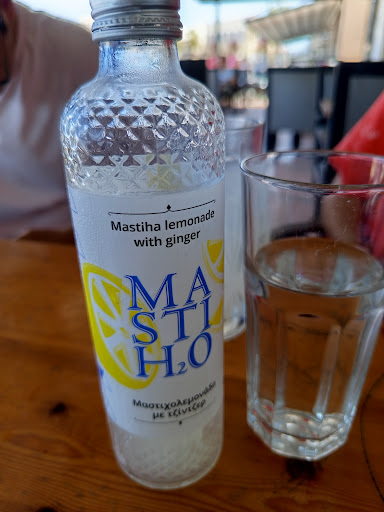 Mastiha lemonade
with ginger
MA
STI
H₂O
Μαστιχολεμονάδα
με τζίντζερ